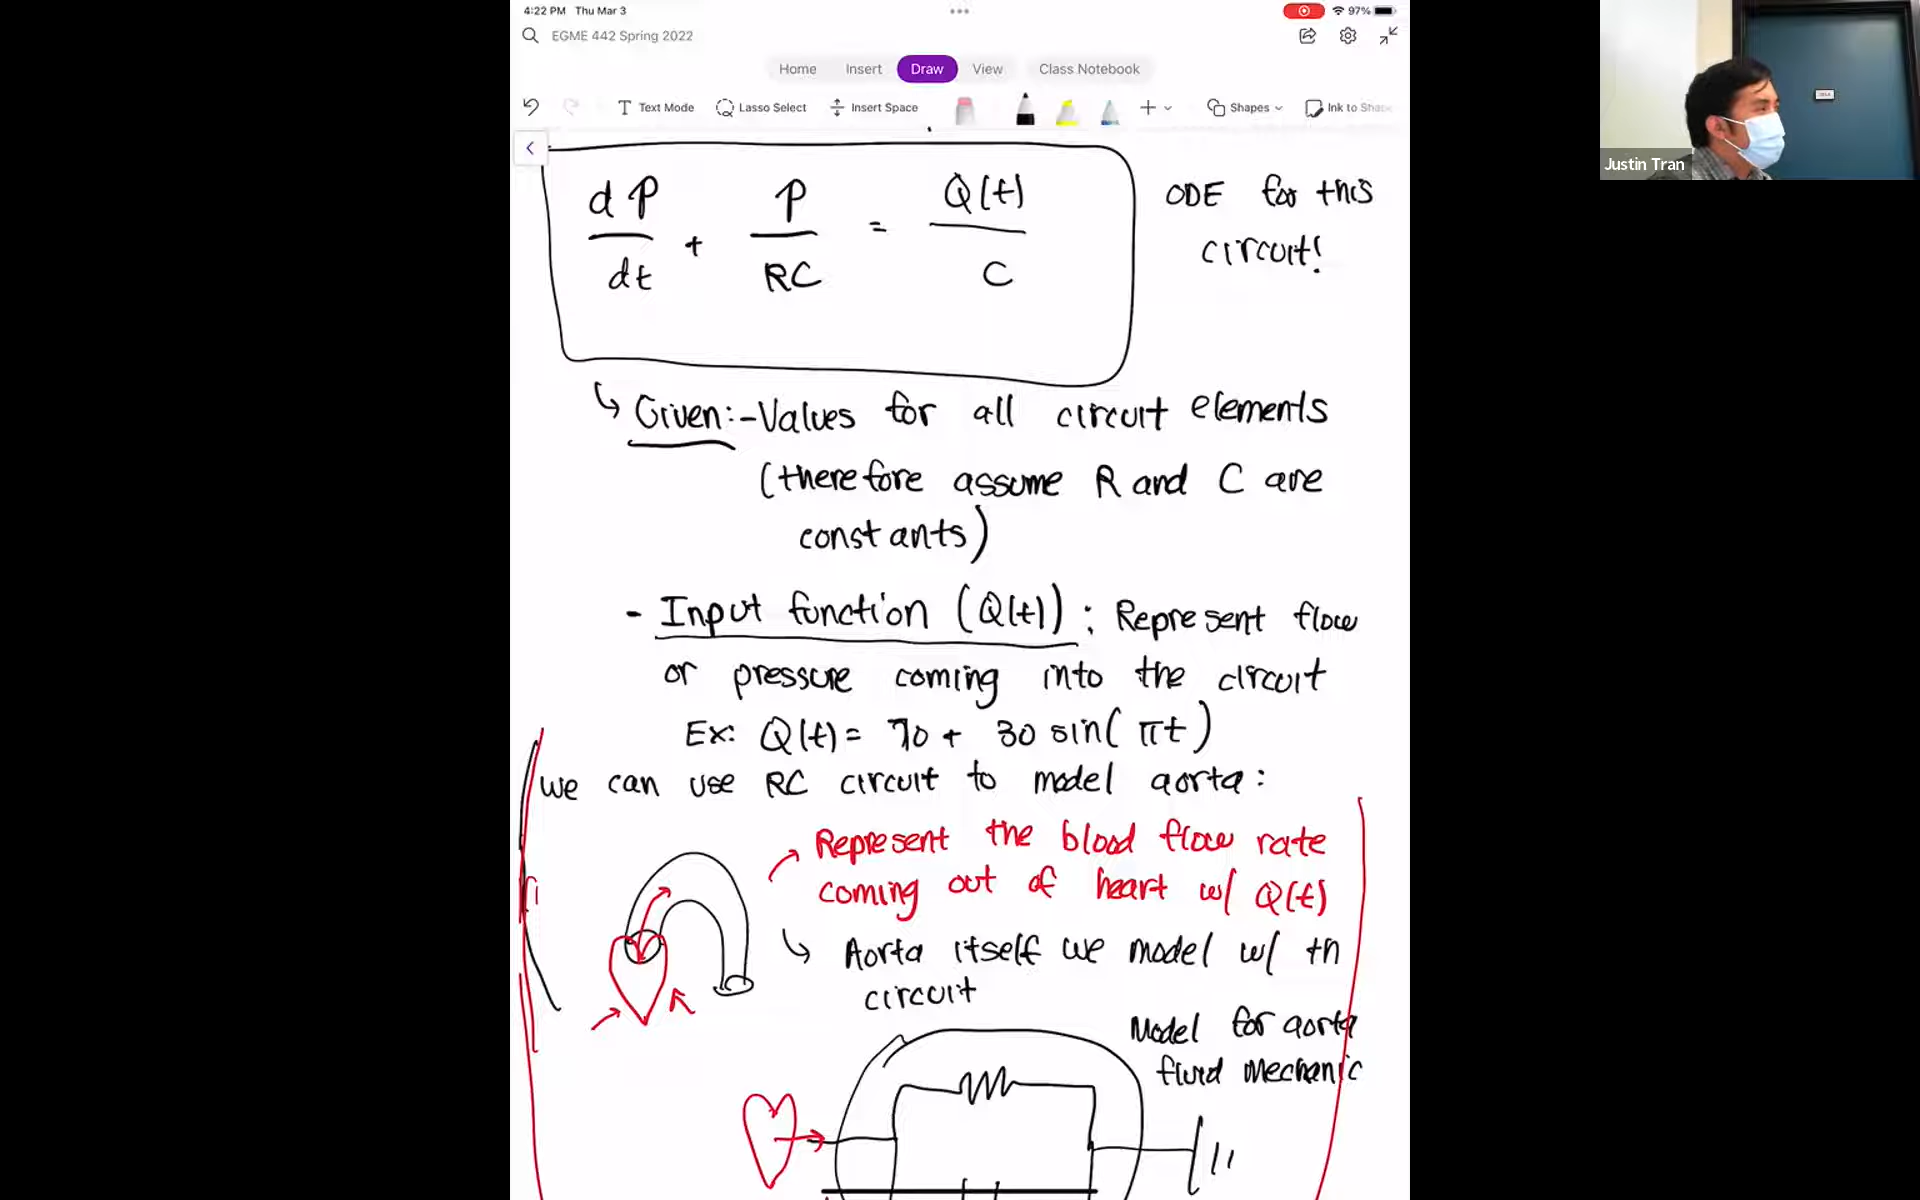 4:22 PM Thu Mar 3
97%
EGME 442 Spring 2022
Home Insert Draw View Class Notebook
Text Mode Lasso Select Insert Space Shapes Ink to Shape
Justin Tran
dP/dt + P/RC = Q(t)/C
ODE for this
circuit!
Given: - Values for all circuit elements
(therefore assume R and C are
constants)
- Input function (Q(t)) : Represent flow
or pressure coming into the circuit
Ex: Q(t) = 70 + 30 sin(πt)
we can use RC circuit to model aorta:
Represent the blood flow rate
coming out of heart w/ Q(t)
Aorta itself we model w/ th
circuit
Model for aorta
fluid mechanic